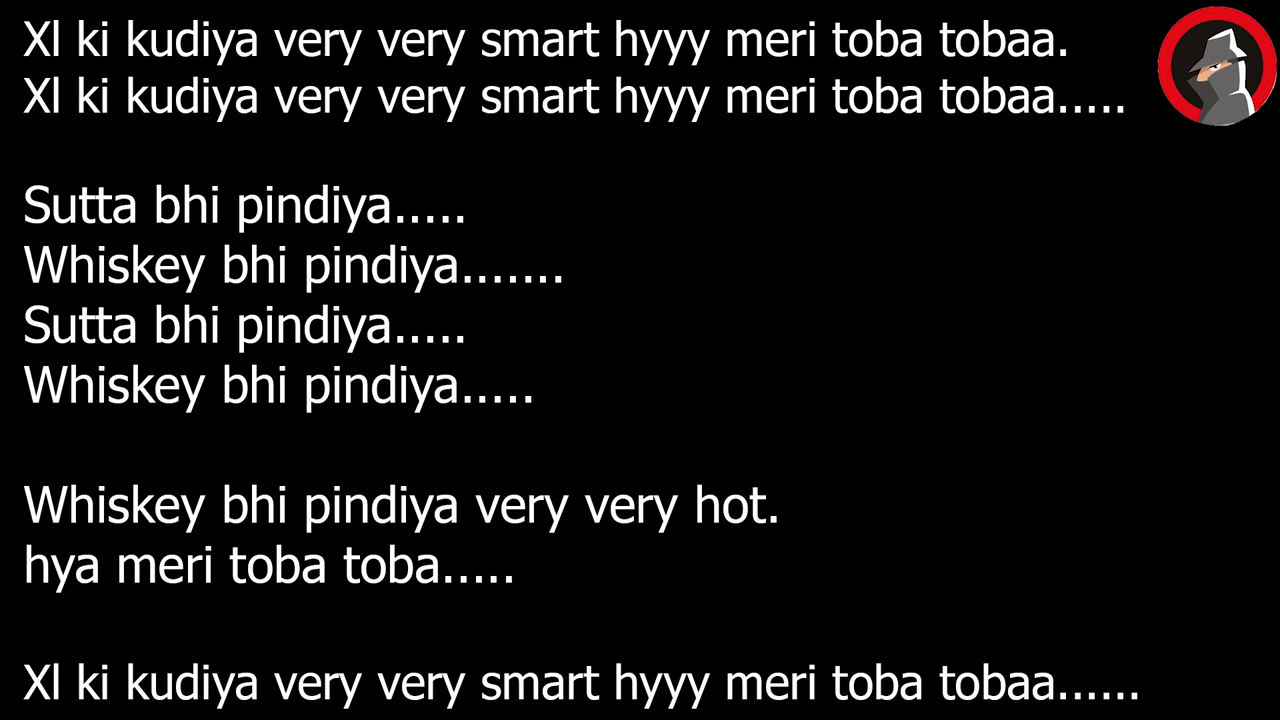 Xl ki kudiya very very smart hyyy meri toba tobaa.
Xl ki kudiya very very smart hyyy meri toba tobaa.....
Sutta bhi pindiya.....
Whiskey bhi pindiya.......
Sutta bhi pindiya.....
Whiskey bhi pindiya.....
Whiskey bhi pindiya very very hot.
hya meri toba toba.....
Xl ki kudiya very very smart hyyy meri toba tobaa......